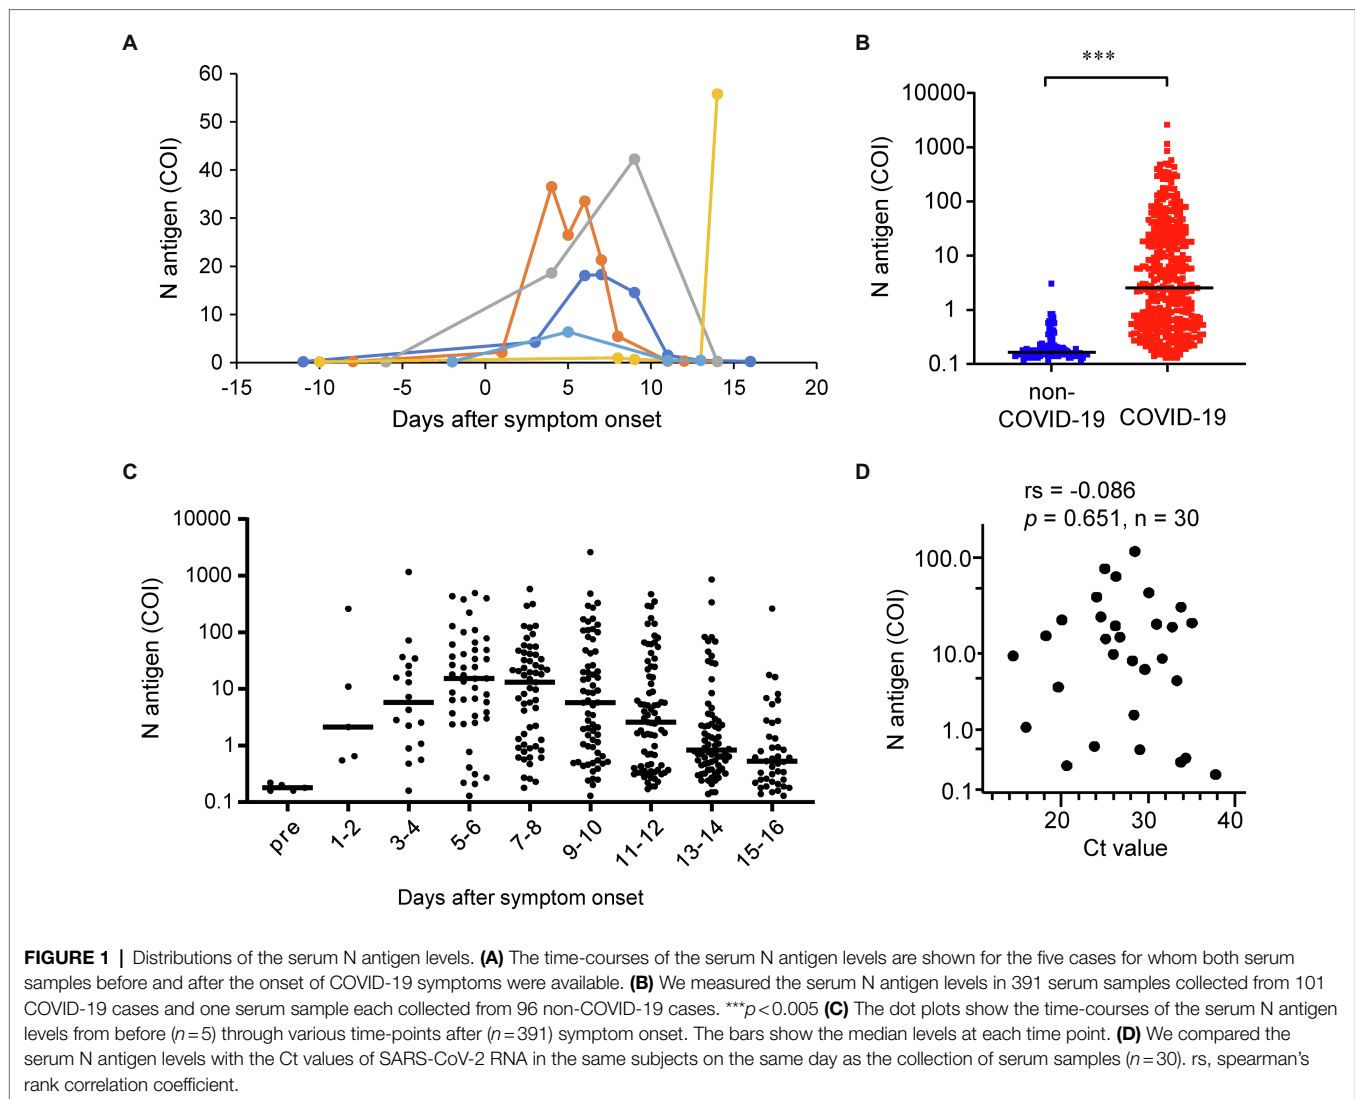 A
60
50
40
30
20
10
0
N antigen (COI)
-15
-10
-5
0
5
10
15
20
Days after symptom onset
B
***
10000
1000
100
10
1
0.1
N antigen (COI)
non-
COVID-19
COVID-19
C
10000
1000
100
10
1
0.1
N antigen (COI)
pre
1-2
3-4
5-6
7-8
9-10
11-12
13-14
15-16
Days after symptom onset
D
rs = -0.086
p = 0.651, n = 30
100.0
10.0
1.0
0.1
N antigen (COI)
20
30
40
Ct value
FIGURE 1 | Distributions of the serum N antigen levels. (A) The time-courses of the serum N antigen levels are shown for the five cases for whom both serum
samples before and after the onset of COVID-19 symptoms were available. (B) We measured the serum N antigen levels in 391 serum samples collected from 101
COVID-19 cases and one serum sample each collected from 96 non-COVID-19 cases. ***p<0.005 (C) The dot plots show the time-courses of the serum N antigen
levels from before (n=5) through various time-points after (n=391) symptom onset. The bars show the median levels at each time point. (D) We compared the
serum N antigen levels with the Ct values of SARS-CoV-2 RNA in the same subjects on the same day as the collection of serum samples (n=30). rs, spearman's
rank correlation coefficient.